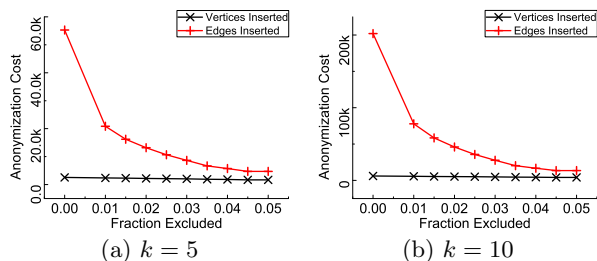 Vertices Inserted
Edges Inserted
Anonymization Cost
60.0k
40.0k
20.0k
0.0
0.00 0.01 0.02 0.03 0.04 0.05
Fraction Excluded
(a) k = 5
Vertices Inserted
Edges Inserted
Anonymization Cost
200k
100k
0
0.00 0.01 0.02 0.03 0.04 0.05
Fraction Excluded
(b) k = 10